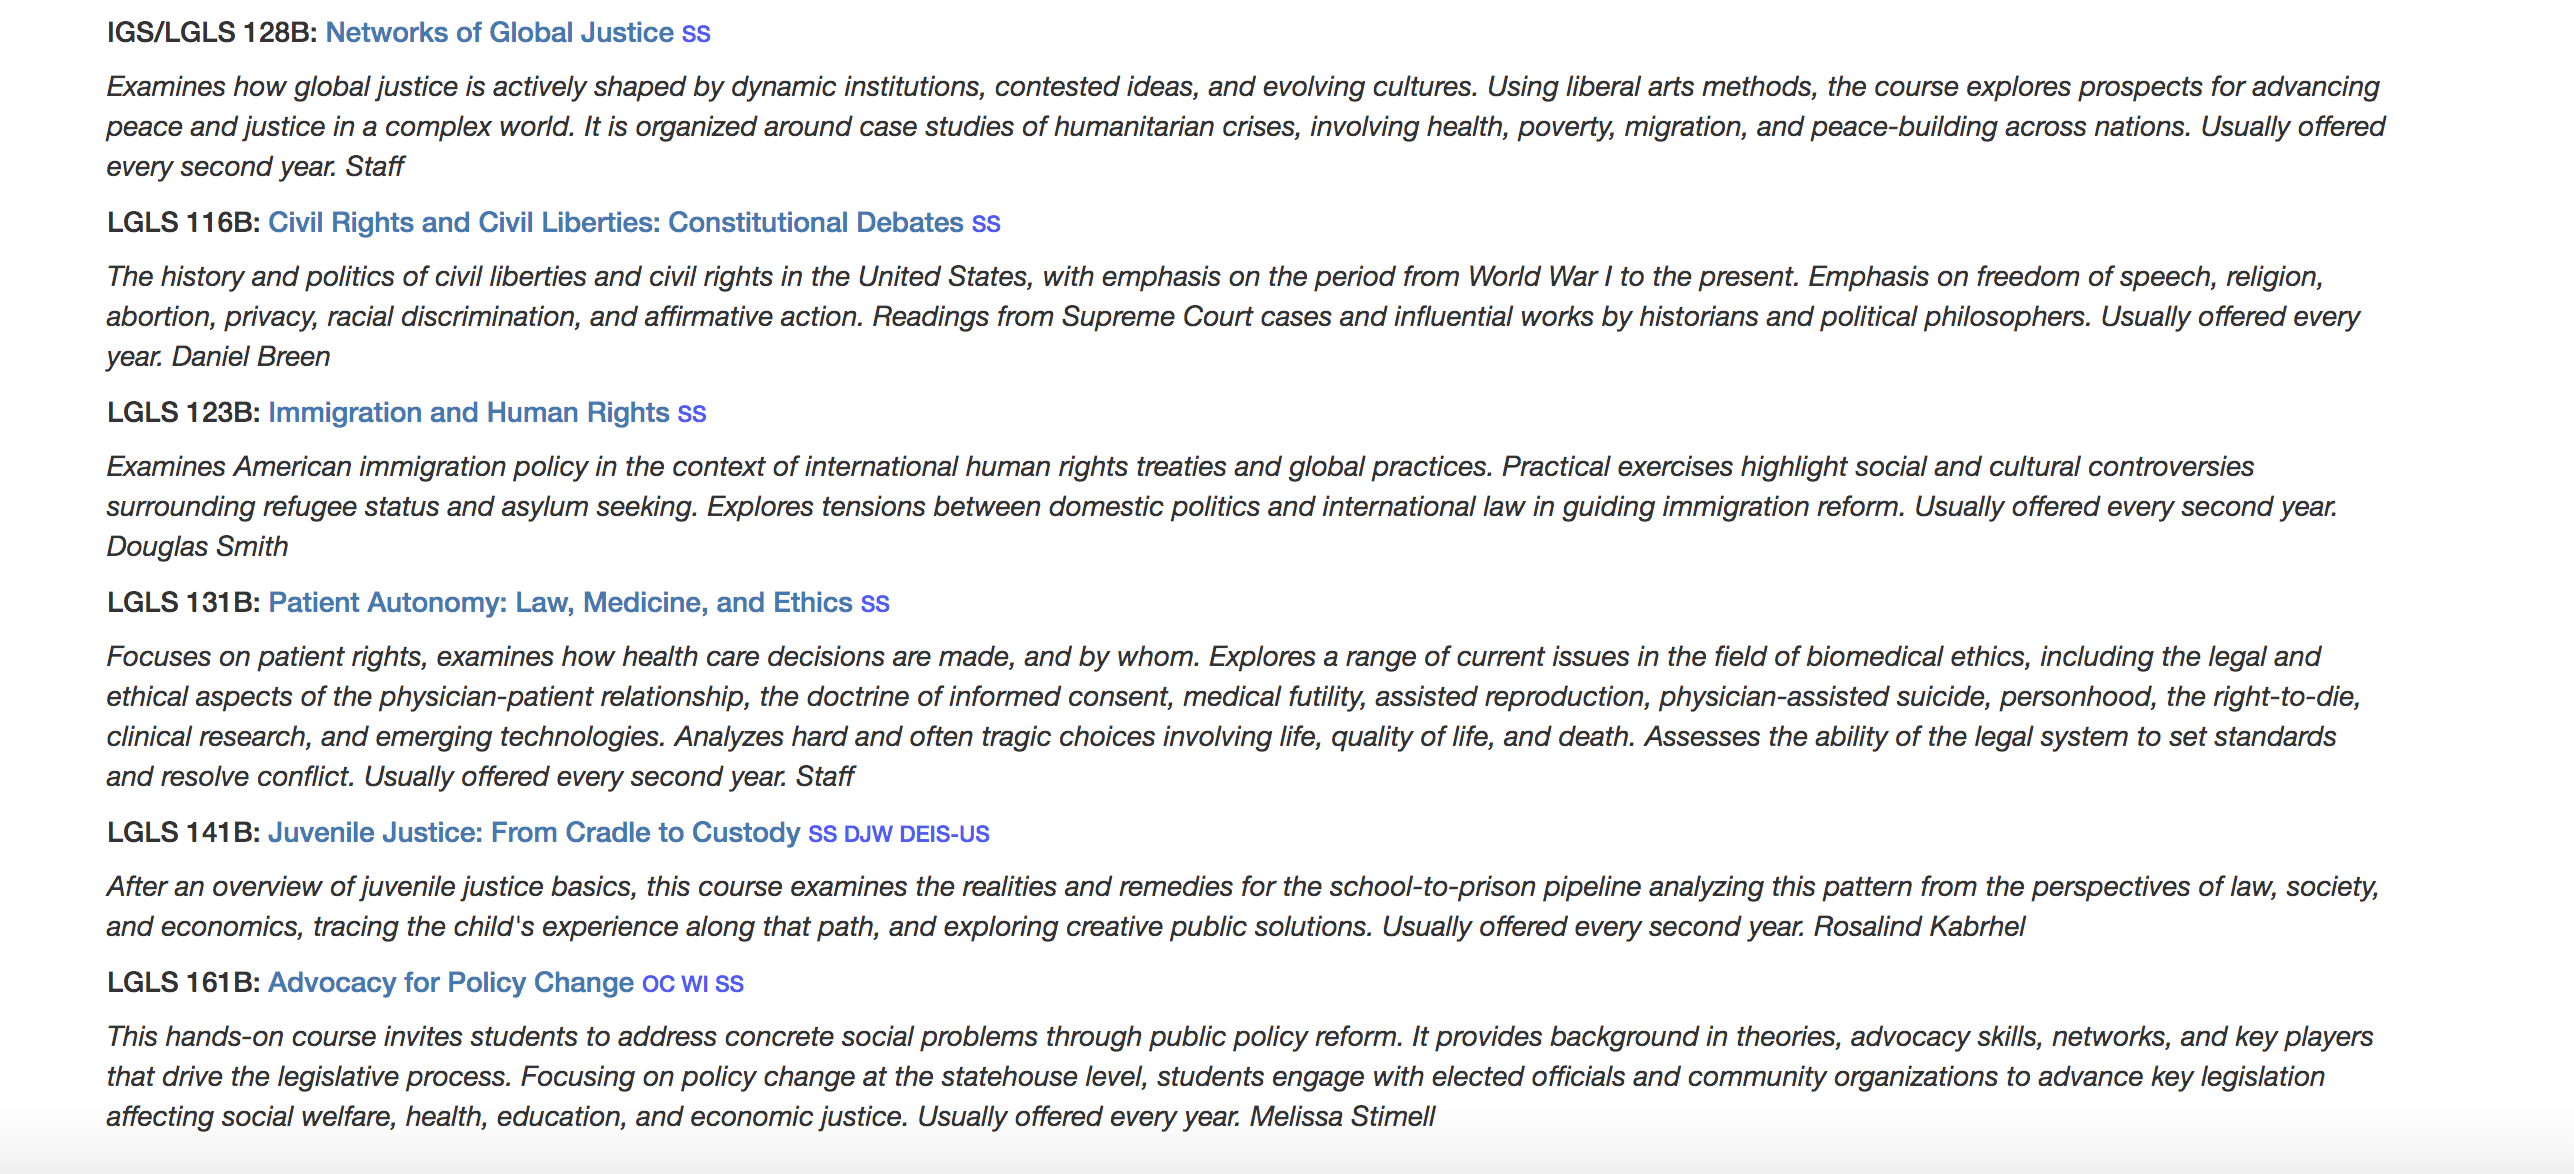 IGS/LGLS 128B: Networks of Global Justice SS
Examines how global justice is actively shaped by dynamic institutions, contested ideas, and evolving cultures. Using liberal arts methods, the course explores prospects for advancing
peace and justice in a complex world. It is organized around case studies of humanitarian crises, involving health, poverty, migration, and peace-building across nations. Usually offered
every second year. Staff
LGLS 116B: Civil Rights and Civil Liberties: Constitutional Debates SS
The history and politics of civil liberties and civil rights in the United States, with emphasis on the period from World War I to the present. Emphasis on freedom of speech, religion,
abortion, privacy, racial discrimination, and affirmative action. Readings from Supreme Court cases and influential works by historians and political philosophers. Usually offered every
year. Daniel Breen
LGLS 123B: Immigration and Human Rights SS
Examines American immigration policy in the context of international human rights treaties and global practices. Practical exercises highlight social and cultural controversies
surrounding refugee status and asylum seeking. Explores tensions between domestic politics and international law in guiding immigration reform. Usually offered every second year.
Douglas Smith
LGLS 131B: Patient Autonomy: Law, Medicine, and Ethics SS
Focuses on patient rights, examines how health care decisions are made, and by whom. Explores a range of current issues in the field of biomedical ethics, including the legal and
ethical aspects of the physician-patient relationship, the doctrine of informed consent, medical futility, assisted reproduction, physician-assisted suicide, personhood, the right-to-die,
clinical research, and emerging technologies. Analyzes hard and often tragic choices involving life, quality of life, and death. Assesses the ability of the legal system to set standards
and resolve conflict. Usually offered every second year. Staff
LGLS 141B: Juvenile Justice: From Cradle to Custody SS DJW DEIS-US
After an overview of juvenile justice basics, this course examines the realities and remedies for the school-to-prison pipeline analyzing this pattern from the perspectives of law, society,
and economics, tracing the child's experience along that path, and exploring creative public solutions. Usually offered every second year. Rosalind Kabrhel
LGLS 161B: Advocacy for Policy Change OC WI SS
This hands-on course invites students to address concrete social problems through public policy reform. It provides background in theories, advocacy skills, networks, and key players
that drive the legislative process. Focusing on policy change at the statehouse level, students engage with elected officials and community organizations to advance key legislation
affecting social welfare, health, education, and economic justice. Usually offered every year. Melissa Stimell